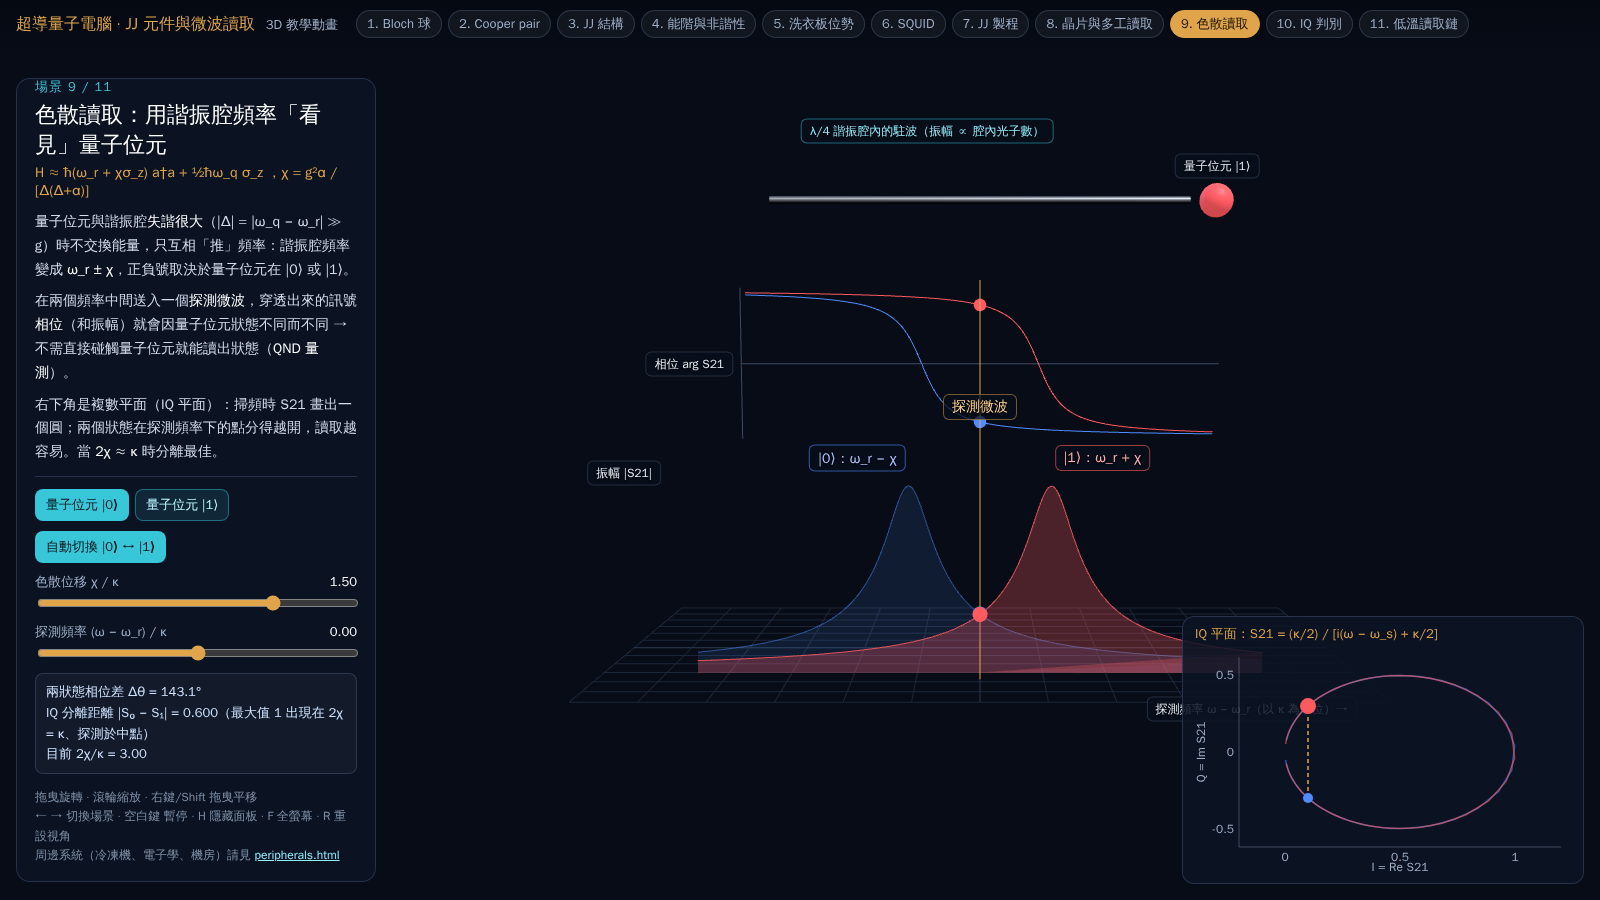 超導量子電腦 · JJ 元件與微波讀取 3D 教學動畫
1. Bloch 球
2. Cooper pair
3. JJ 結構
4. 能階與非諧性
5. 洗衣板位勢
6. SQUID
7. JJ 製程
8. 晶片與多工讀取
9. 色散讀取
10. IQ 判別
11. 低溫讀取鏈
場景 9 / 11
色散讀取：用諧振腔頻率「看
見」量子位元
H ≈ ħ(ω_r + χσ_z) a†a + ½ħω_q σ_z ，χ = g²α /
[Δ(Δ+α)]
量子位元與諧振腔失諧很大（|Δ| = |ω_q − ω_r| ≫
g）時不交換能量，只互相「推」頻率：諧振腔頻率
變成 ω_r ± χ，正負號取決於量子位元在 |0⟩ 或 |1⟩。
在兩個頻率中間送入一個探測微波，穿透出來的訊號
相位（和振幅）就會因量子位元狀態不同而不同 →
不需直接碰觸量子位元就能讀出狀態（QND 量
測）。
右下角是複數平面（IQ 平面）：掃頻時 S21 畫出一
個圓；兩個狀態在探測頻率下的點分得越開，讀取越
容易。當 2χ ≈ κ 時分離最佳。
量子位元 |0⟩ 量子位元 |1⟩
自動切換 |0⟩ ↔ |1⟩
色散位移 χ / κ 1.50
探測頻率 (ω − ω_r) / κ 0.00
兩狀態相位差 Δθ = 143.1°
IQ 分離距離 |S₀ − S₁| = 0.600（最大值 1 出現在 2χ
= κ、探測於中點）
目前 2χ/κ = 3.00
拖曳旋轉 · 滾輪縮放 · 右鍵/Shift 拖曳平移
← → 切換場景 · 空白鍵 暫停 · H 隱藏面板 · F 全螢幕 · R 重
設視角
周邊系統（冷凍機、電子學、機房）請見 peripherals.html
λ/4 諧振腔內的駐波（振幅 ∝ 腔內光子數）
量子位元 |1⟩
相位 arg S21
探測微波
|0⟩：ω_r − χ
|1⟩：ω_r + χ
振幅 |S21|
探測頻率 ω − ω_r（以 κ 為單位）→
IQ 平面：S21 = (κ/2) / [i(ω − ω_s) + κ/2]
0.5
0
-0.5
Q = Im S21
0 0.5 1
I = Re S21